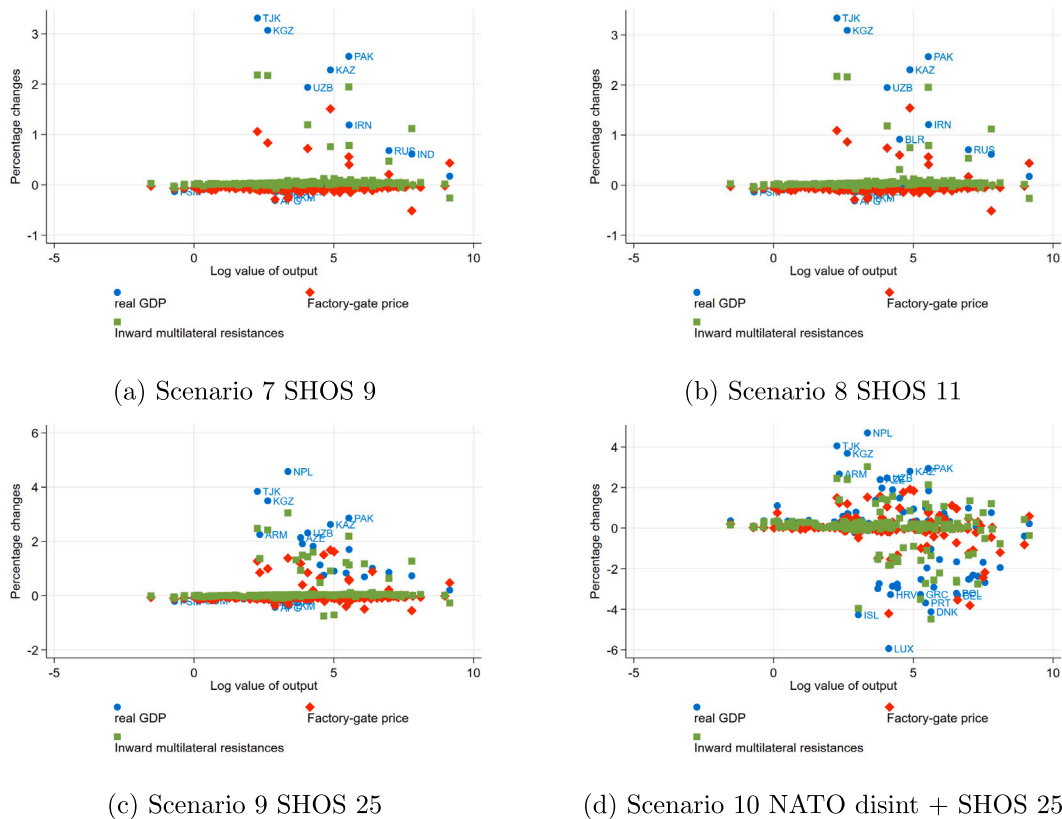 Percentage changes
3
2
1
0
-1
TJK
KGZ
PAK
KAZ
UZB
IRN
RUS
IND
-5
0
5
10
Log value of output
real GDP
Factory-gate price
Inward multilateral resistances
(a) Scenario 7 SHOS 9
Percentage changes
3
2
1
0
-1
TJK
KGZ
PAK
KAZ
UZB
IRN
BLR
RUS
-5
0
5
10
Log value of output
real GDP
Factory-gate price
Inward multilateral resistances
(b) Scenario 8 SHOS 11
Percentage changes
6
4
2
0
-2
NPL
TJK
KGZ
PAK
KAZ
UZB
ARM
AZE
-5
0
5
10
Log value of output
real GDP
Factory-gate price
Inward multilateral resistances
(c) Scenario 9 SHOS 25
Percentage changes
4
2
0
-2
-4
-6
NPL
TJK
KGZ
PAK
KAZ
ARM
UZB
HRV
GRC
BEL
PRT
DNK
ISL
LUX
-5
0
5
10
Log value of output
real GDP
Factory-gate price
Inward multilateral resistances
(d) Scenario 10 NATO disint + SHOS 25